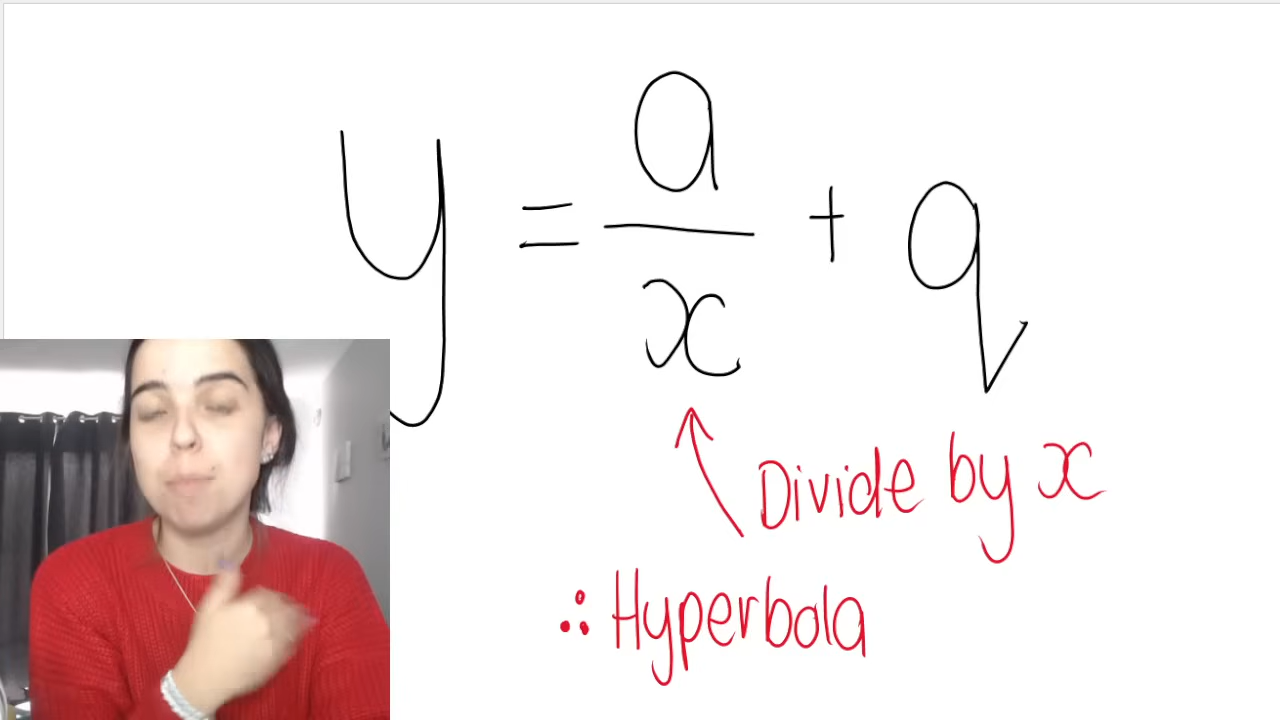 y = a/x + q
Divide by x
∴ Hyperbola